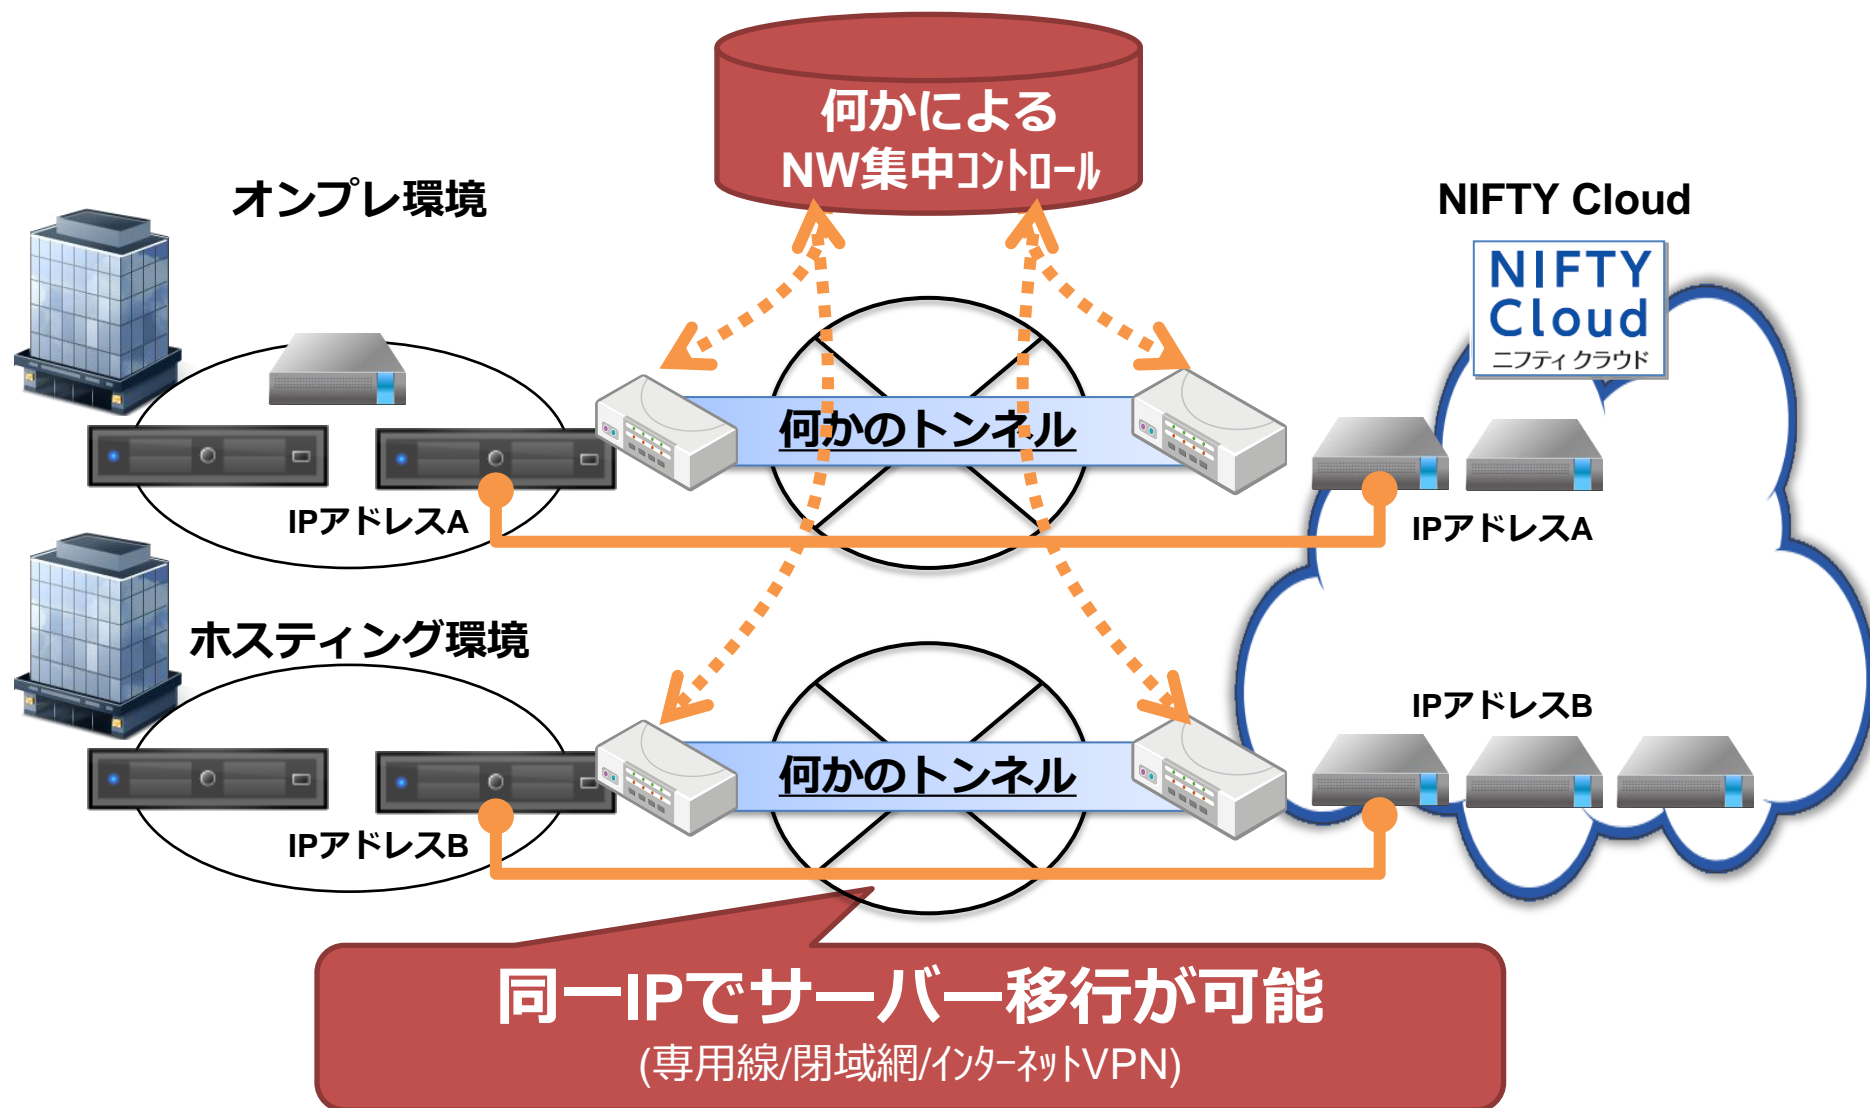 何かによる
NW集中ｺﾝﾄﾛｰﾙ
オンプレ環境
NIFTY Cloud
NIFTY
Cloud
ニフティ クラウド
何かのトンネル
IPアドレスA
IPアドレスA
ホスティング環境
IPアドレスB
何かのトンネル
IPアドレスB
同一IPでサーバー移行が可能
(専用線/閉域網/ｲﾝﾀｰﾈｯﾄVPN)